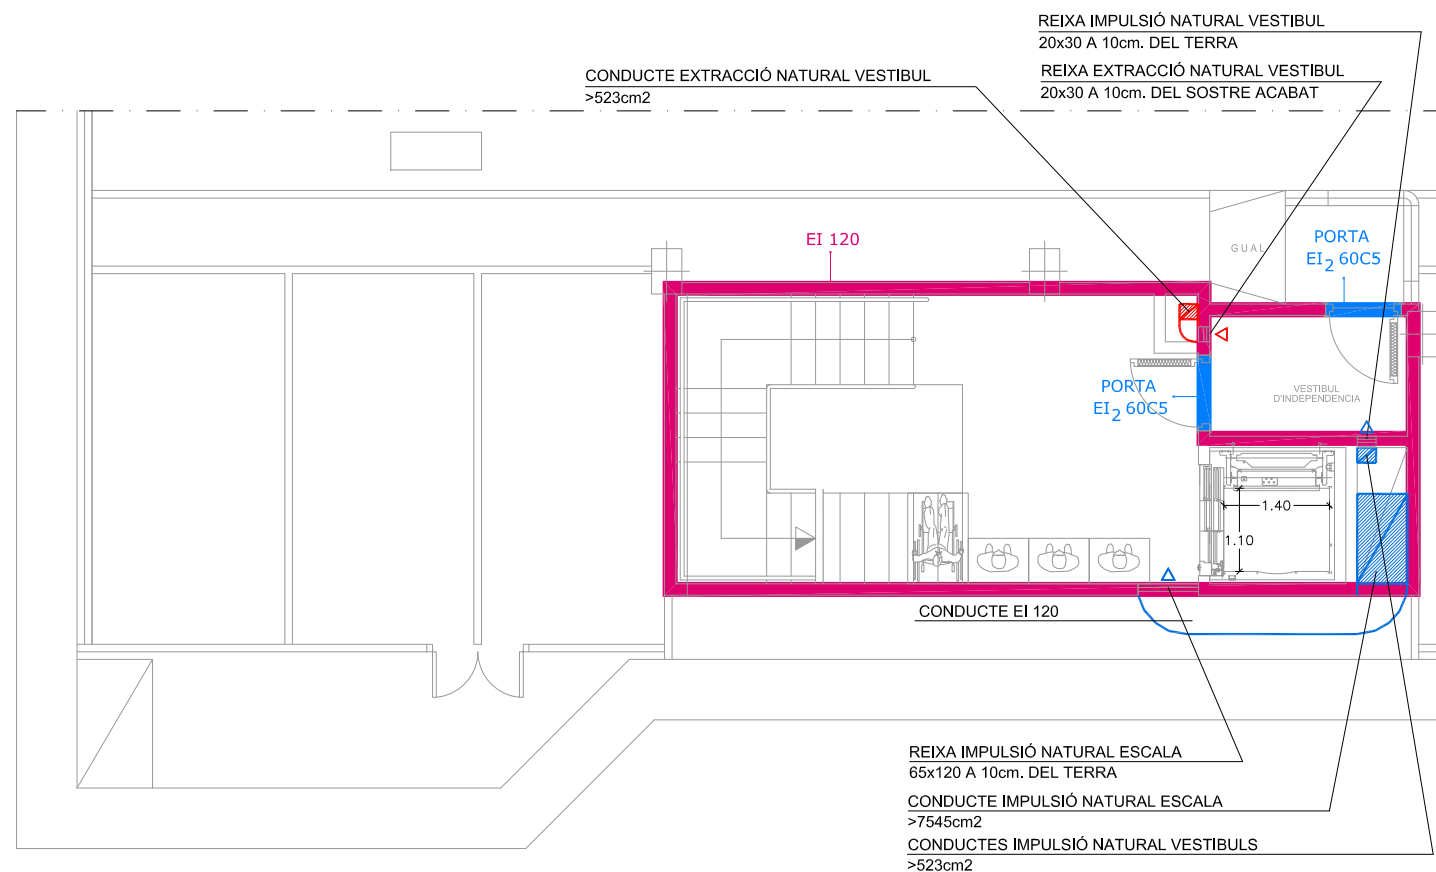 REIXA IMPULSIÓ NATURAL VESTIBUL
20x30 A 10cm. DEL TERRA
REIXA EXTRACCIÓ NATURAL VESTIBUL
20x30 A 10cm. DEL SOSTRE ACABAT
CONDUCTE EXTRACCIÓ NATURAL VESTIBUL
>523cm2
EI 120
GUAL
PORTA
EI2 60C5
PORTA
EI2 60C5
VESTIBUL
D'INDEPENDENCIA
1.40
1.10
CONDUCTE EI 120
REIXA IMPULSIÓ NATURAL ESCALA
65x120 A 10cm. DEL TERRA
CONDUCTE IMPULSIÓ NATURAL ESCALA
>7545cm2
CONDUCTES IMPULSIÓ NATURAL VESTIBULS
>523cm2